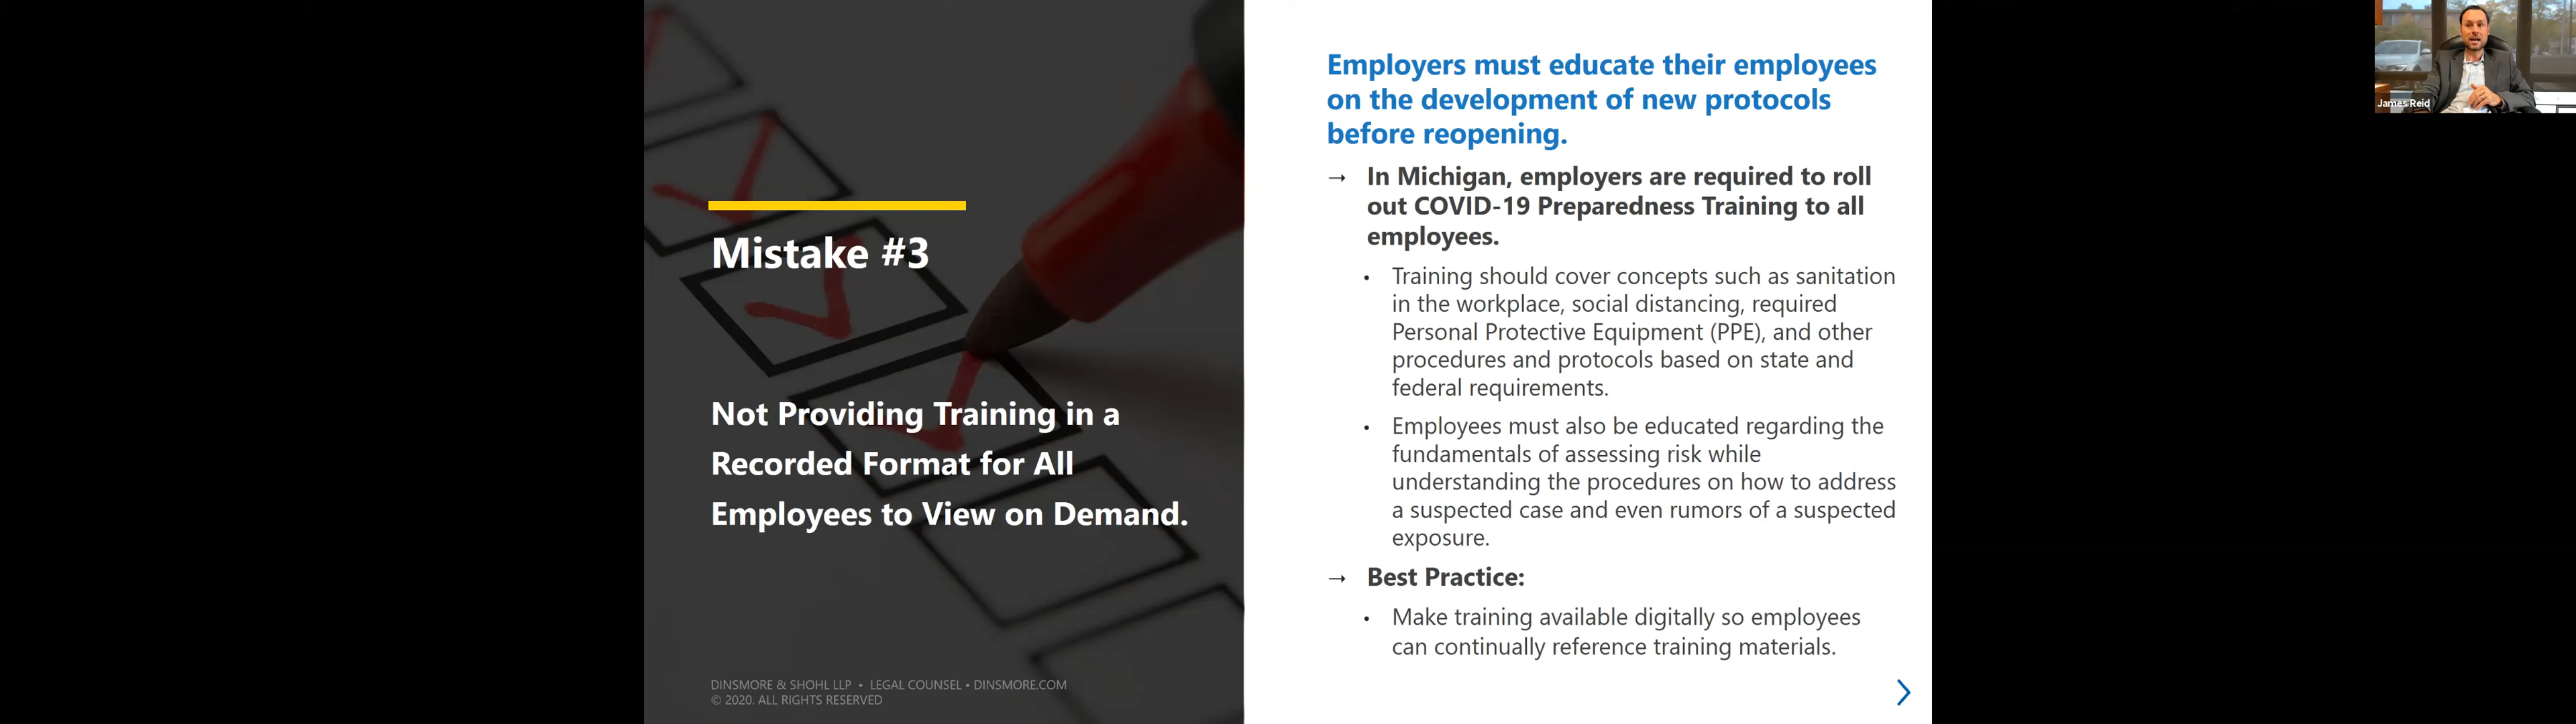 Mistake #3
Not Providing Training in a
Recorded Format for All
Employees to View on Demand.
DINSMORE & SHOHL LLP • LEGAL COUNSEL • DINSMORE.COM
© 2020. ALL RIGHTS RESERVED
Employers must educate their employees
on the development of new protocols
before reopening.
→ In Michigan, employers are required to roll
out COVID-19 Preparedness Training to all
employees.
• Training should cover concepts such as sanitation
in the workplace, social distancing, required
Personal Protective Equipment (PPE), and other
procedures and protocols based on state and
federal requirements.
• Employees must also be educated regarding the
fundamentals of assessing risk while
understanding the procedures on how to address
a suspected case and even rumors of a suspected
exposure.
→ Best Practice:
• Make training available digitally so employees
can continually reference training materials.
James Reid